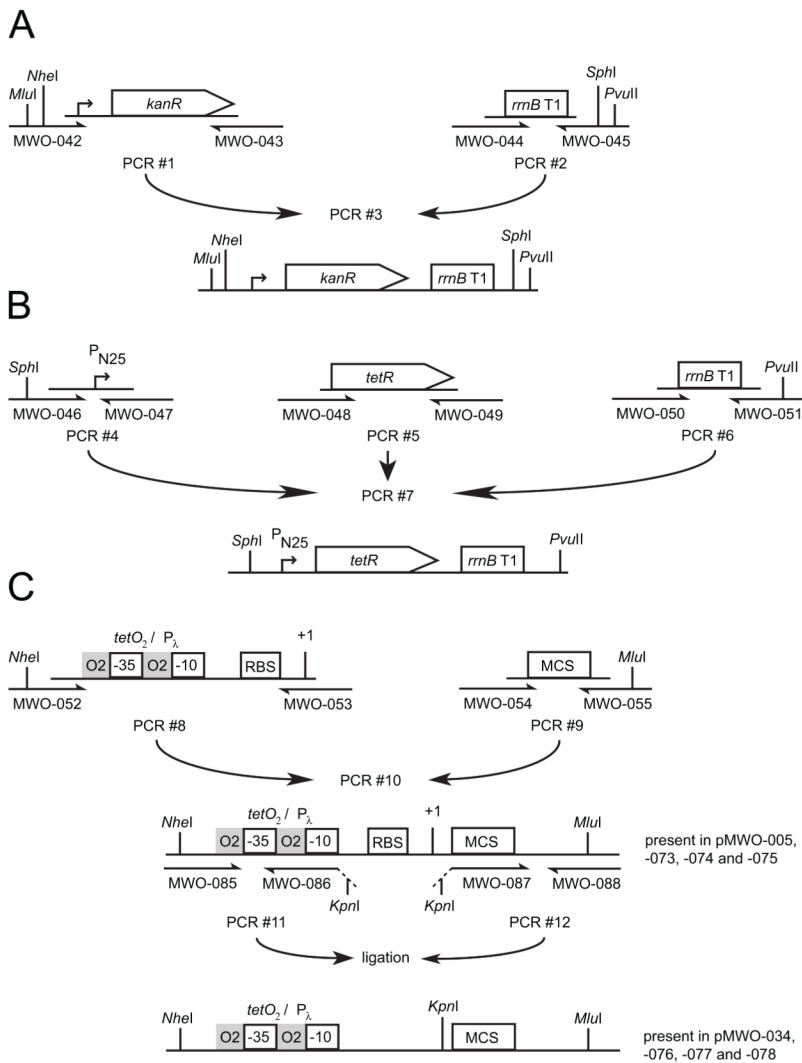 A
MluI NheI kanR rrnB T1 SphI PvuII
MWO-042 MWO-043 MWO-044 MWO-045
PCR #1 PCR #2
PCR #3
MluI NheI kanR rrnB T1 SphI PvuII
B
SphI PN25 tetR rrnB T1 PvuII
MWO-046 MWO-047 MWO-048 MWO-049 MWO-050 MWO-051
PCR #4 PCR #5 PCR #6
PCR #7
SphI PN25 tetR rrnB T1 PvuII
C
tetO2 / Pλ +1
NheI O2 -35 O2 -10 RBS MCS MluI
MWO-052 MWO-053 MWO-054 MWO-055
PCR #8 PCR #9
PCR #10
tetO2 / Pλ +1
NheI O2 -35 O2 -10 RBS MCS MluI
present in pMWO-005,
-073, -074 and -075
MWO-085 MWO-086 MWO-087 MWO-088
KpnI KpnI
PCR #11 PCR #12
ligation
tetO2 / Pλ KpnI
NheI O2 -35 O2 -10 MCS MluI
present in pMWO-034,
-076, -077 and -078